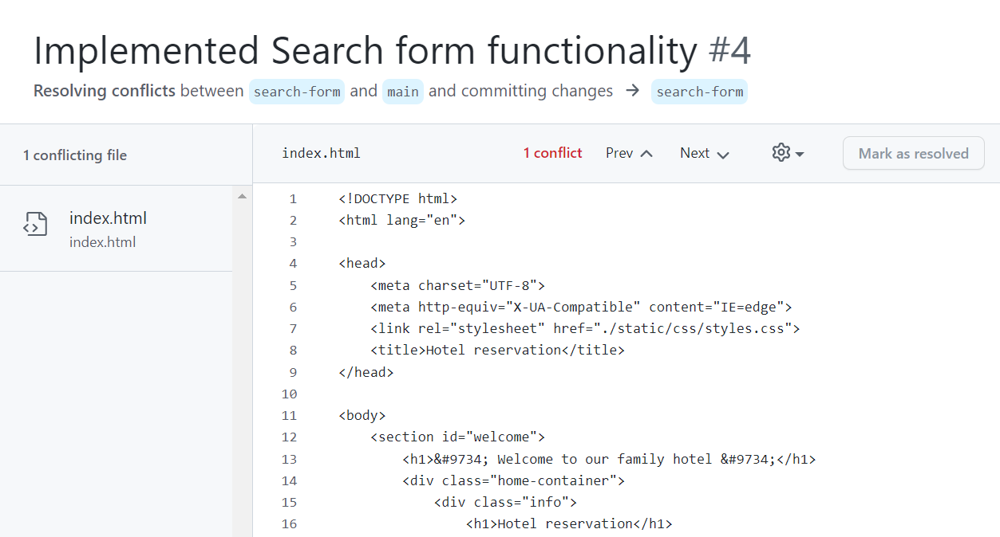 Implemented Search form functionality #4
Resolving conflicts between search-form and main and committing changes → search-form
1 conflicting file
index.html
index.html
index.html 1 conflict Prev Next Mark as resolved
1 <!DOCTYPE html>
2 <html lang="en">
3
4 <head>
5     <meta charset="UTF-8">
6     <meta http-equiv="X-UA-Compatible" content="IE=edge">
7     <link rel="stylesheet" href="./static/css/styles.css">
8     <title>Hotel reservation</title>
9 </head>
10
11 <body>
12     <section id="welcome">
13         <h1>&#9734; Welcome to our family hotel &#9734;</h1>
14         <div class="home-container">
15             <div class="info">
16                 <h1>Hotel reservation</h1>